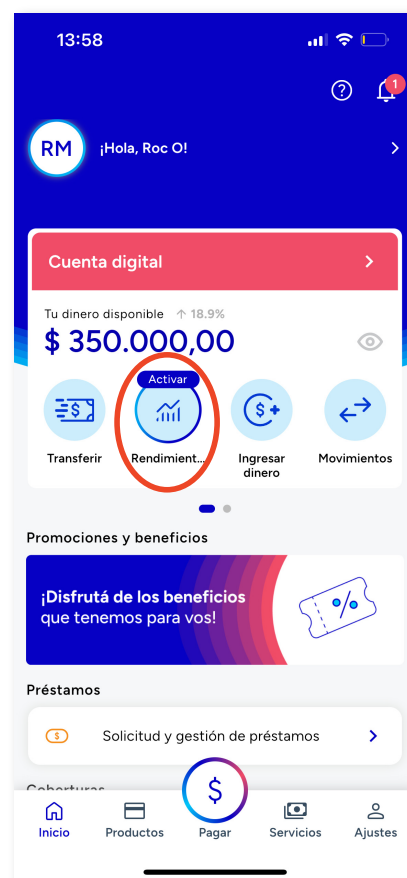 13:58
1
RM
¡Hola, Roc O!
Cuenta digital
Tu dinero disponible ↑ 18.9%
$ 350.000,00
Activar
Transferir
Rendimient...
Ingresar
dinero
Movimientos
Promociones y beneficios
¡Disfrutá de los beneficios
que tenemos para vos!
Préstamos
Solicitud y gestión de préstamos
Coberturas
Inicio
Productos
Pagar
Servicios
Ajustes